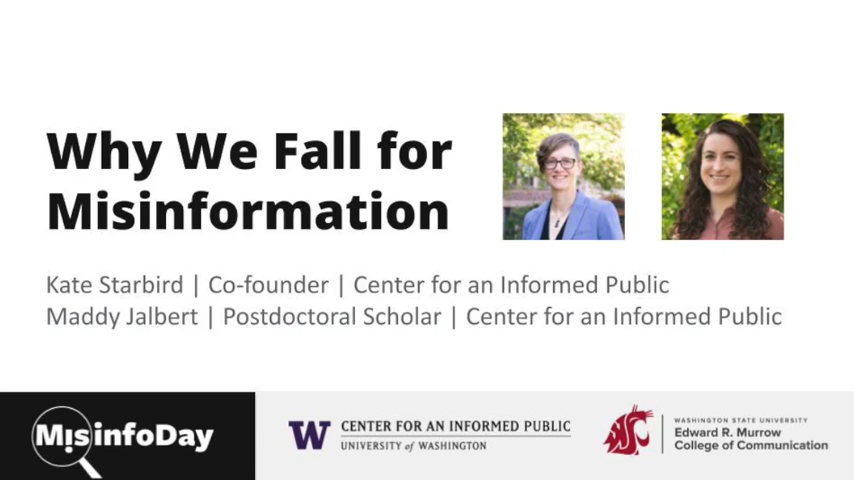 Why We Fall for
Misinformation
Kate Starbird | Co-founder | Center for an Informed Public
Maddy Jalbert | Postdoctoral Scholar | Center for an Informed Public
MisinfoDay
W CENTER FOR AN INFORMED PUBLIC
UNIVERSITY of WASHINGTON
WASHINGTON STATE UNIVERSITY
Edward R. Murrow
College of Communication